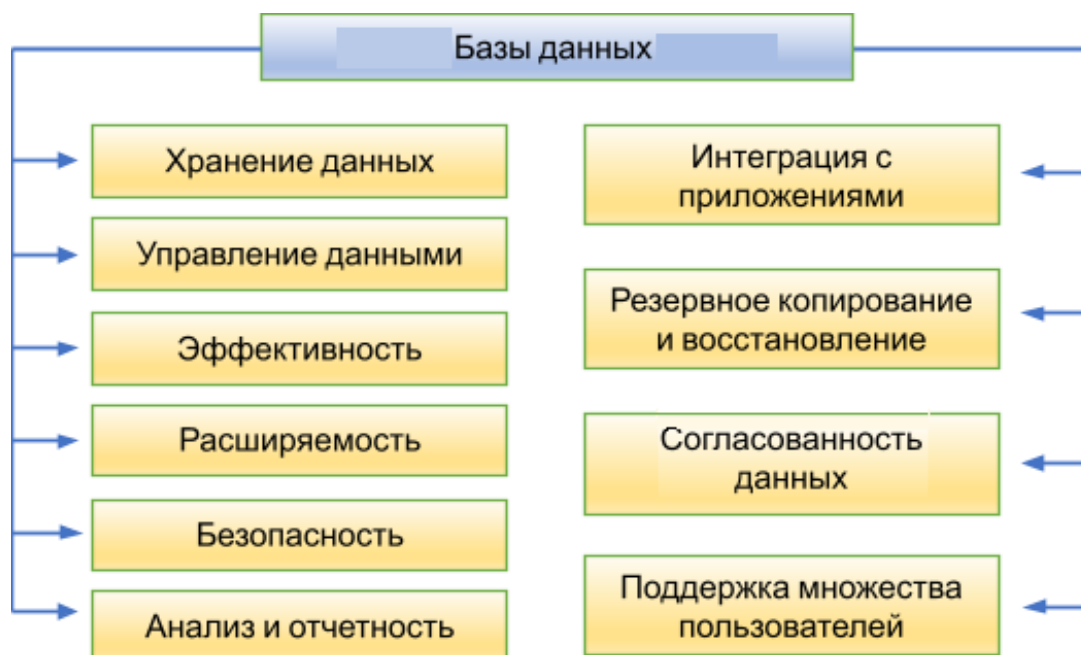 Базы данных
Хранение данных
Управление данными
Эффективность
Расширяемость
Безопасность
Анализ и отчетность
Интеграция с
приложениями
Резервное копирование
и восстановление
Согласованность
данных
Поддержка множества
пользователей